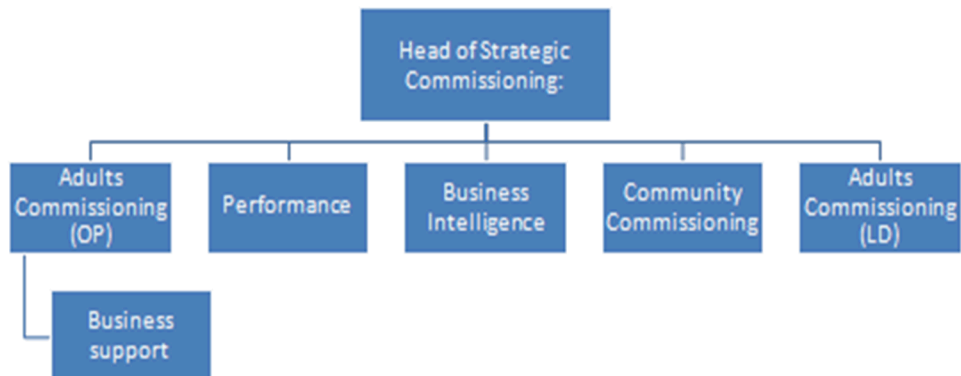 Head of Strategic
Commissioning:
Adults
Commissioning
(OP)
Performance
Business
Intelligence
Community
Commissioning
Adults
Commissioning
(LD)
Business
support